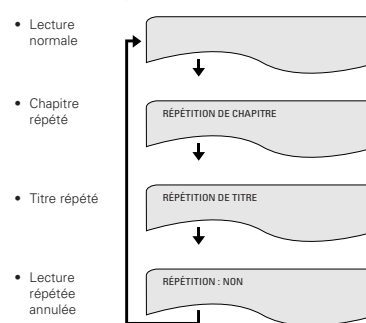 • Lecture
normale
• Chapitre
répété
RÉPÉTITION DE CHAPITRE
• Titre répété
RÉPÉTITION DE TITRE
• Lecture
répétée
annulée
RÉPÉTITION : NON